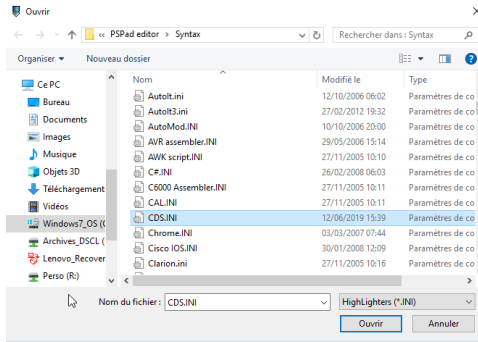 Ouvrir
« PSPad editor › Syntax
Rechercher dans : Syntax
Organiser
Nouveau dossier
Nom Modifié le Type
Ce PC
Bureau
Documents
Images
Musique
Objets 3D
Téléchargement
Vidéos
Windows7_OS (C
Archives_DSCL (
Lenovo_Recover
Perso (R:)
AutoIt.ini 12/10/2006 06:02 Paramètres de co
AutoIt3.ini 27/02/2012 19:32 Paramètres de co
AutoMod.INI 10/10/2006 20:00 Paramètres de co
AVR assembler.INI 29/05/2006 15:14 Paramètres de co
AWK script.INI 27/11/2005 10:10 Paramètres de co
C#.INI 26/02/2008 06:03 Paramètres de co
C6000 Assembler.INI 27/11/2005 10:11 Paramètres de co
CAL.INI 27/11/2005 10:11 Paramètres de co
CDS.INI 12/06/2019 15:39 Paramètres de co
Chrome.INI 03/03/2007 07:44 Paramètres de co
Cisco IOS.INI 30/01/2008 12:09 Paramètres de co
Clarion.ini 27/11/2005 10:16 Paramètres de co
Nom du fichier : CDS.INI HighLighters (*.INI)
Ouvrir Annuler